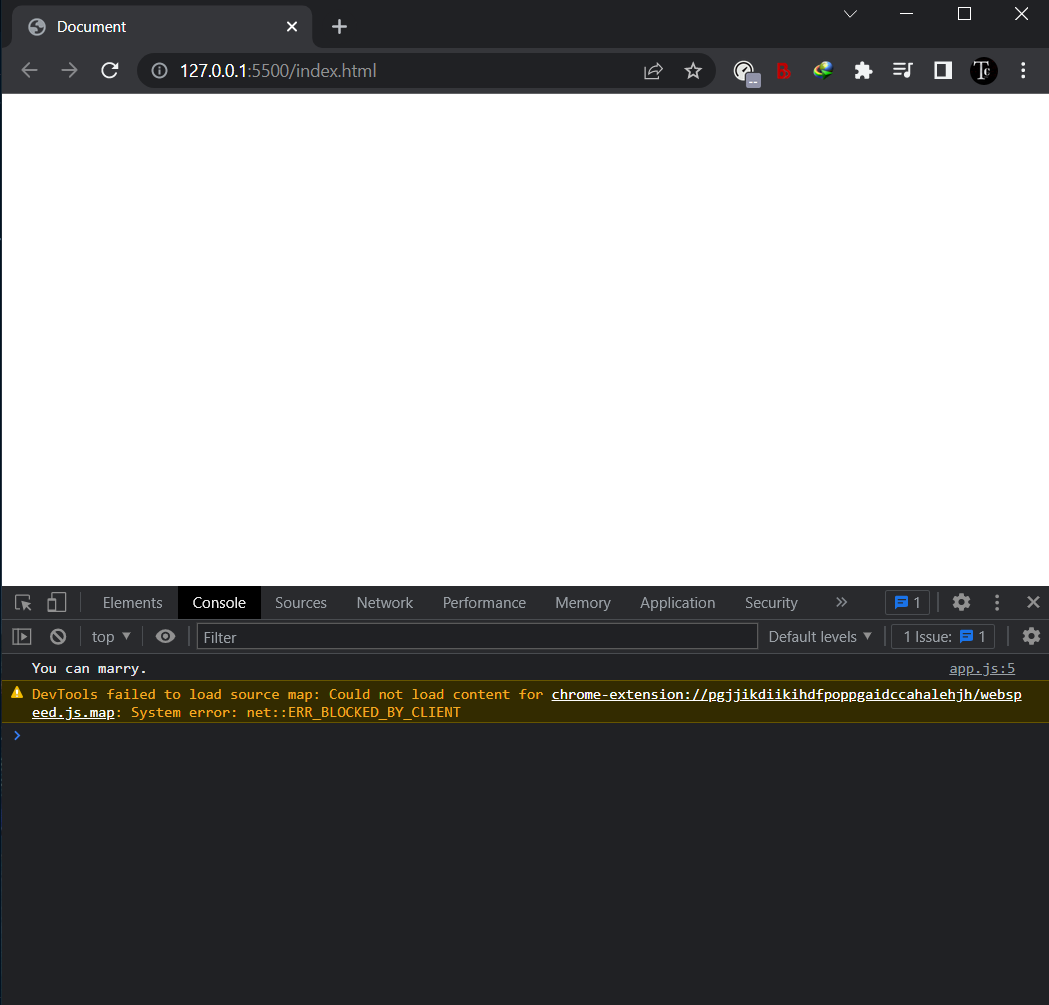 Document
127.0.0.1:5500/index.html
Elements Console Sources Network Performance Memory Application Security 1
top Filter Default levels 1 Issue: 1
You can marry. app.js:5
DevTools failed to load source map: Could not load content for chrome-extension://pgjjikdiikihdfpoppgaidccahalehjh/websp
eed.js.map: System error: net::ERR_BLOCKED_BY_CLIENT